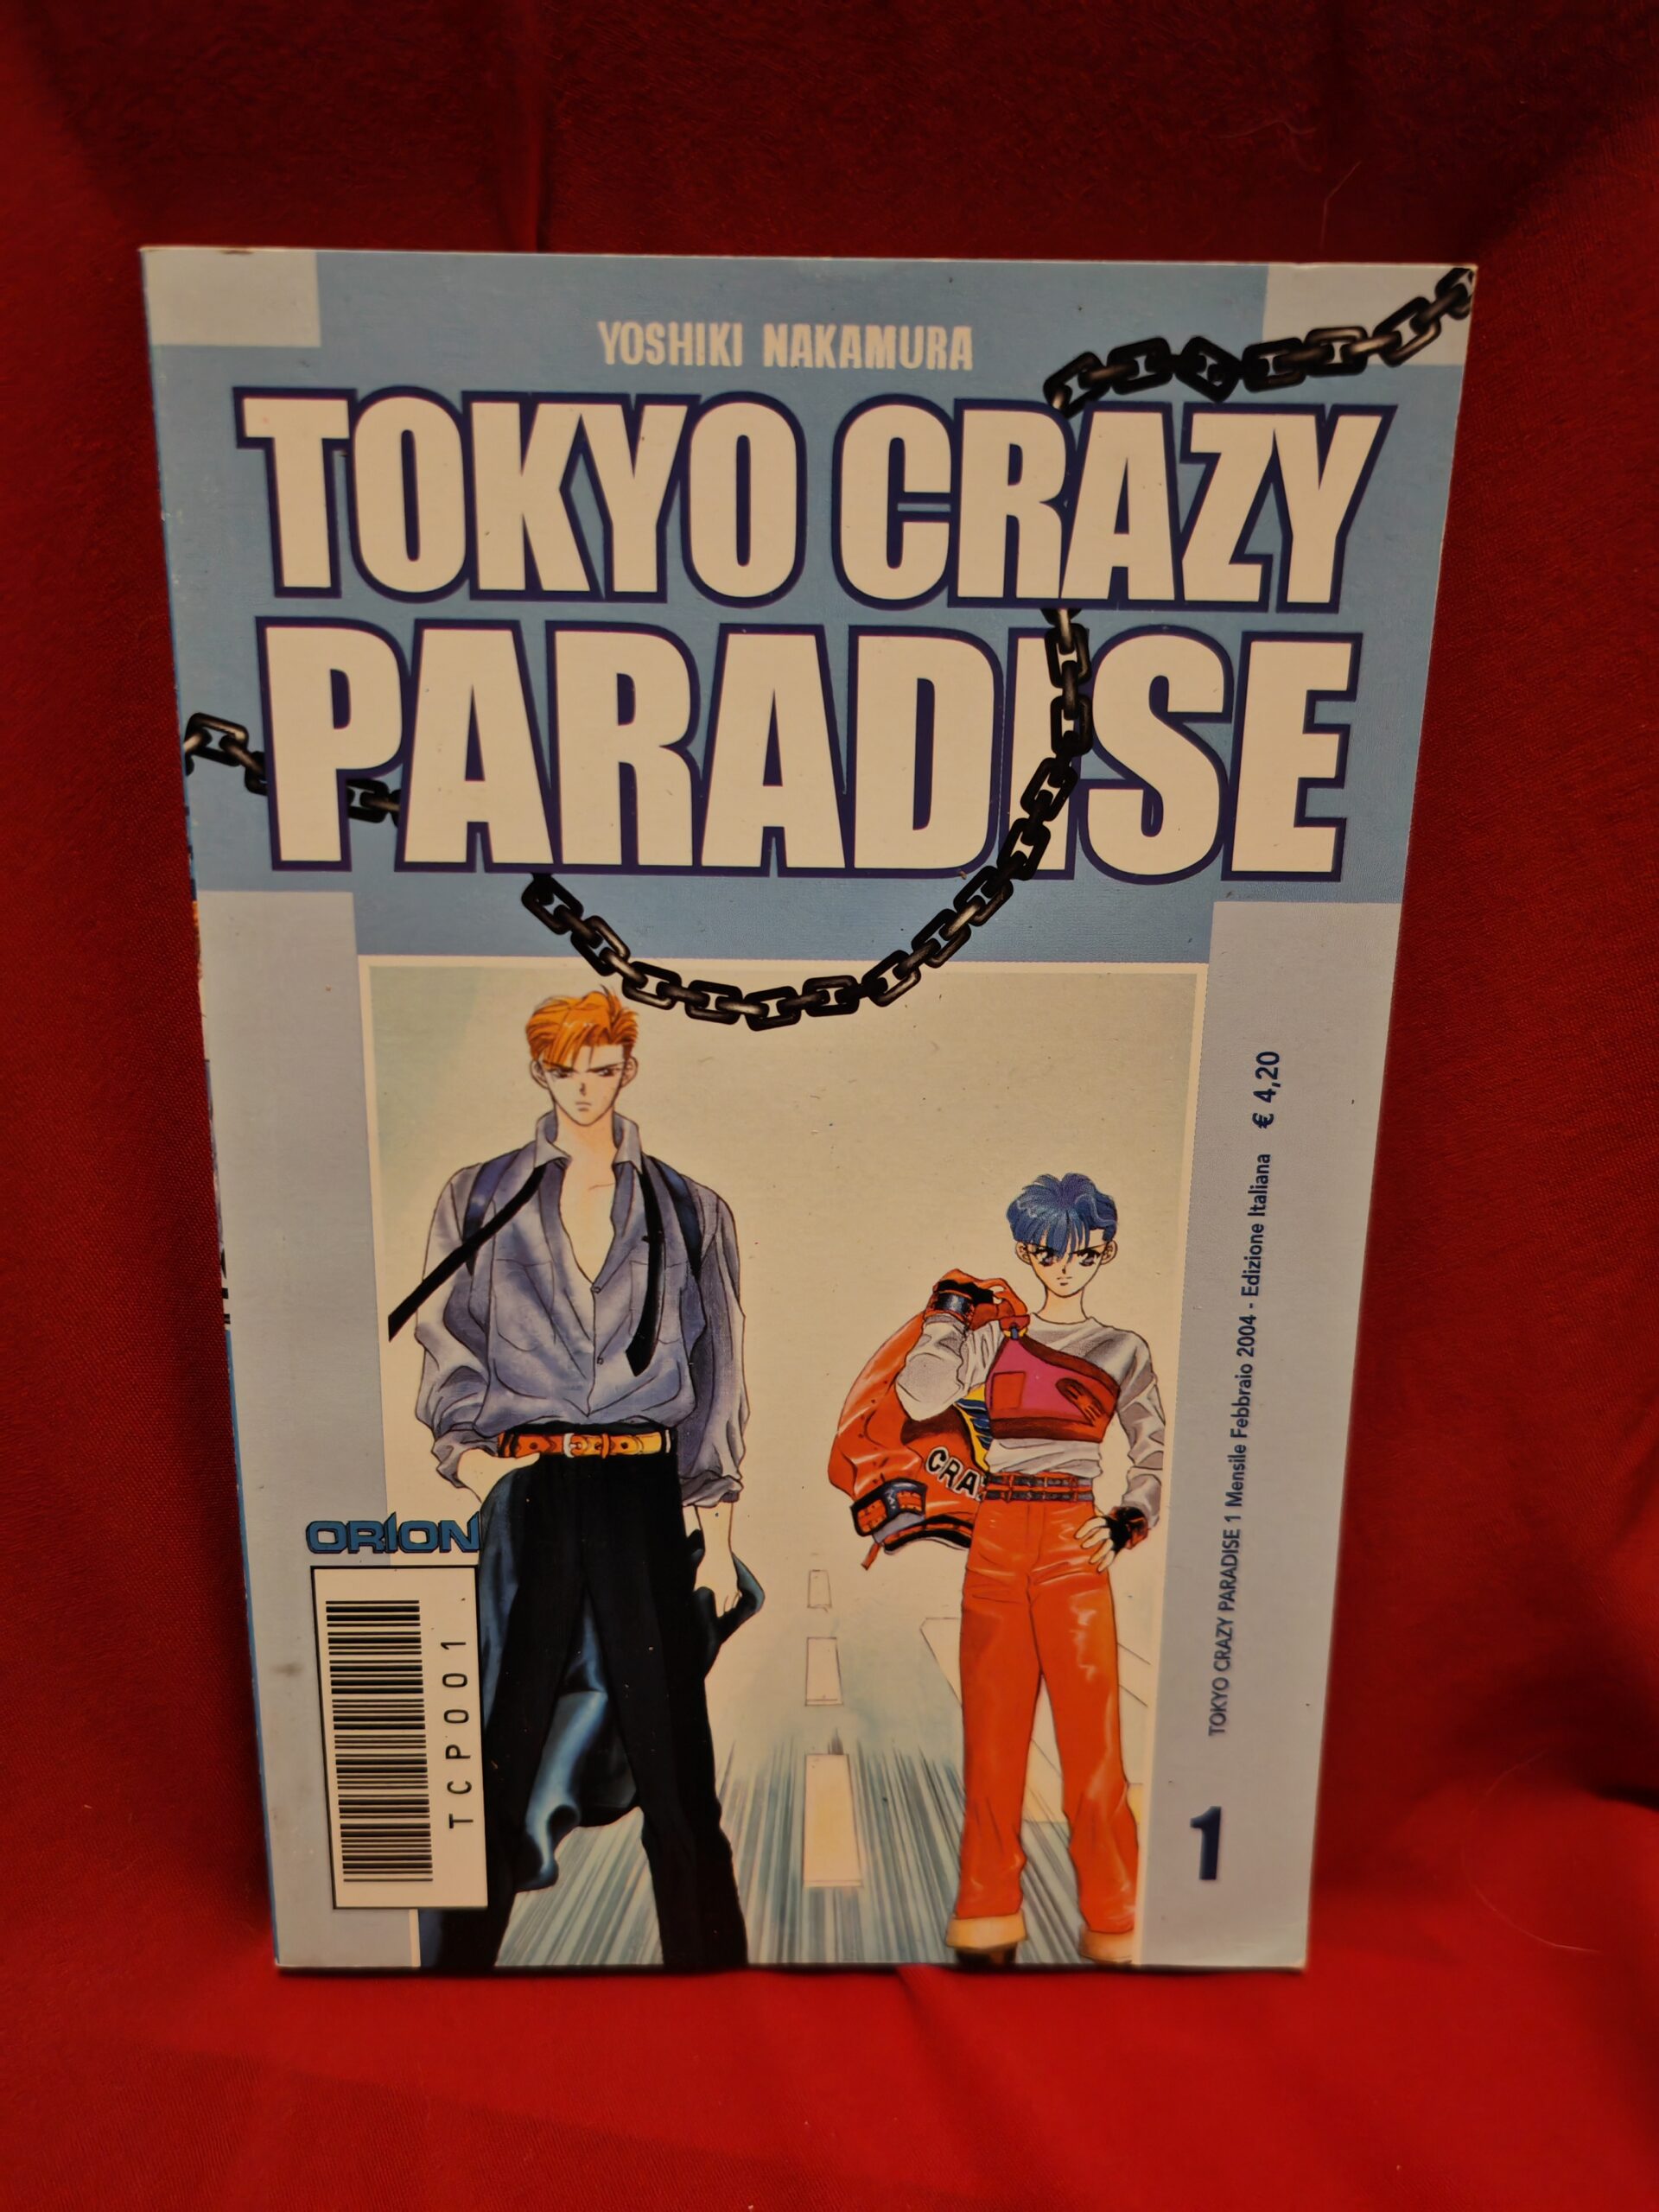 YOSHIKI NAKAMURA
TOKYO CRAZY
PARADISE
CRA
ORION
TCP001
TOKYO CRAZY PARADISE 1 Mensile Febbraio 2004 - Edizione Italiana € 4,20
1